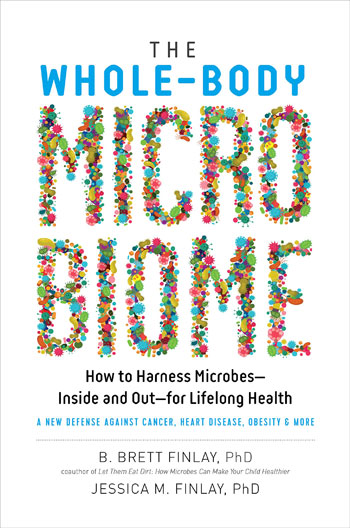 THE
WHOLE-BODY
MICRO
BIOME
How to Harness Microbes—
Inside and Out—for Lifelong Health
A NEW DEFENSE AGAINST CANCER, HEART DISEASE, OBESITY & MORE
B. BRETT FINLAY, PhD
coauthor of Let Them Eat Dirt: How Microbes Can Make Your Child Healthier
JESSICA M. FINLAY, PhD